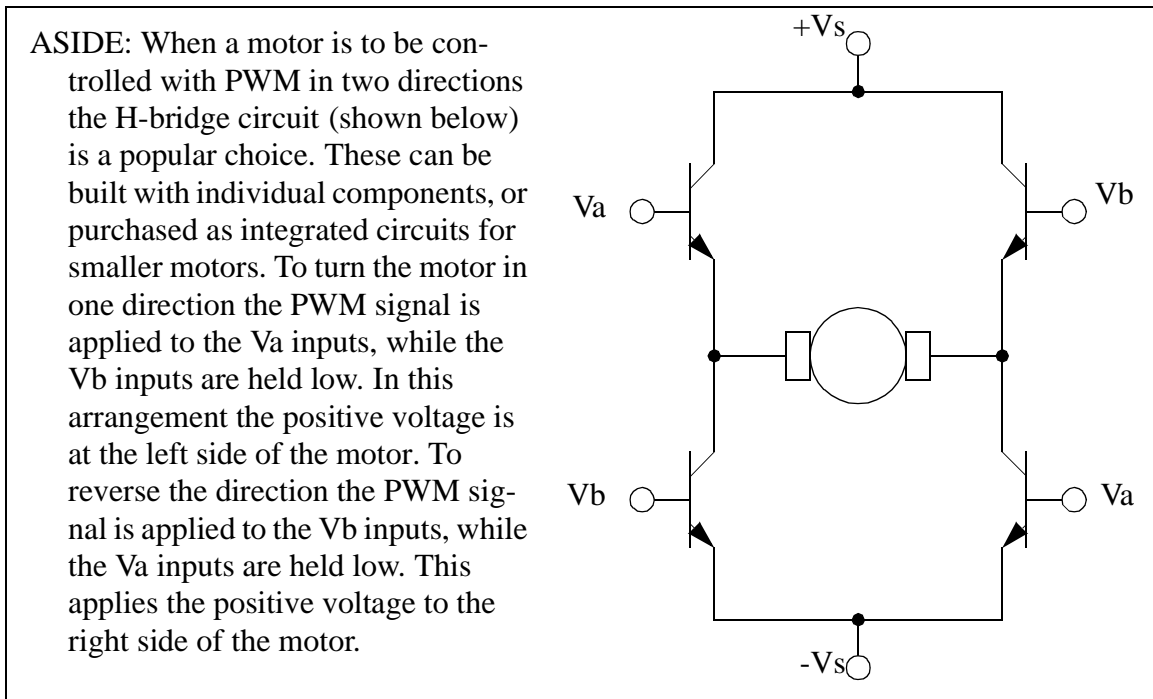 ASIDE: When a motor is to be con-
trolled with PWM in two directions
the H-bridge circuit (shown below)
is a popular choice. These can be
built with individual components, or
purchased as integrated circuits for
smaller motors. To turn the motor in
one direction the PWM signal is
applied to the Va inputs, while the
Vb inputs are held low. In this
arrangement the positive voltage is
at the left side of the motor. To
reverse the direction the PWM sig-
nal is applied to the Vb inputs, while
the Va inputs are held low. This
applies the positive voltage to the
right side of the motor.
+Vs
Va
Vb
Vb
Va
-Vs